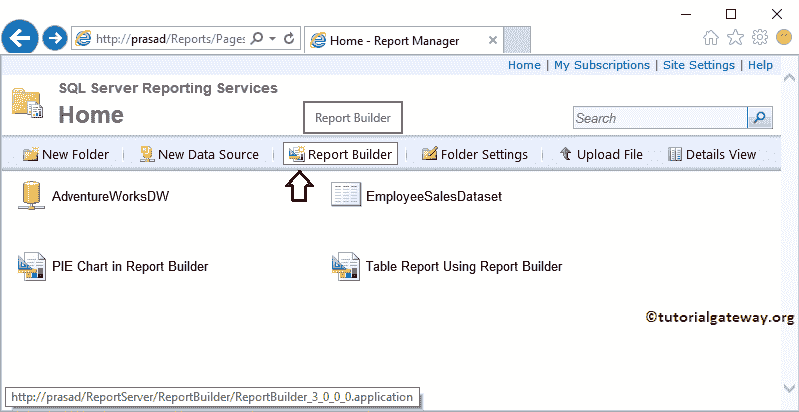 http://prasad/Reports/Pages
Home - Report Manager
Home | My Subscriptions | Site Settings | Help
SQL Server Reporting Services
Home
Report Builder
Search
New Folder | New Data Source | Report Builder | Folder Settings | Upload File | Details View
AdventureWorksDW EmployeeSalesDataset
PIE Chart in Report Builder Table Report Using Report Builder
©tutorialgateway.org
http://prasad/ReportServer/ReportBuilder/ReportBuilder_3_0_0_0.application